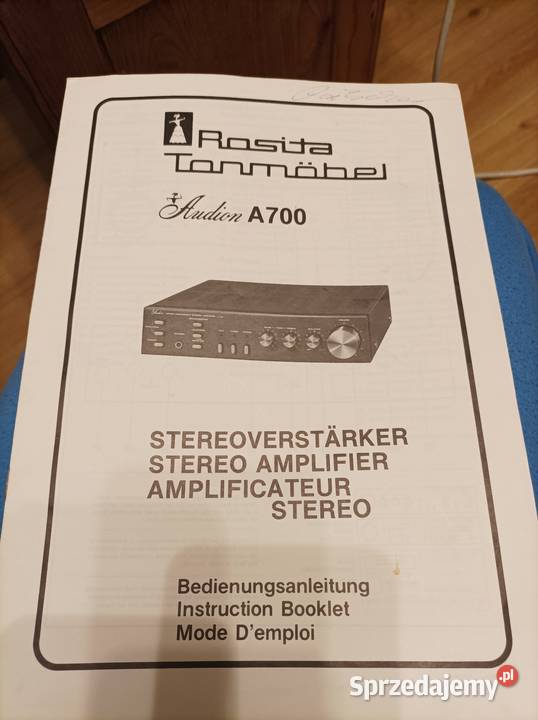 Rosita
Tonmöbel
Audion A700
STEREOVERSTÄRKER
STEREO AMPLIFIER
AMPLIFICATEUR
STEREO
Bedienungsanleitung
Instruction Booklet
Mode D'emploi
Sprzedajemy.pl